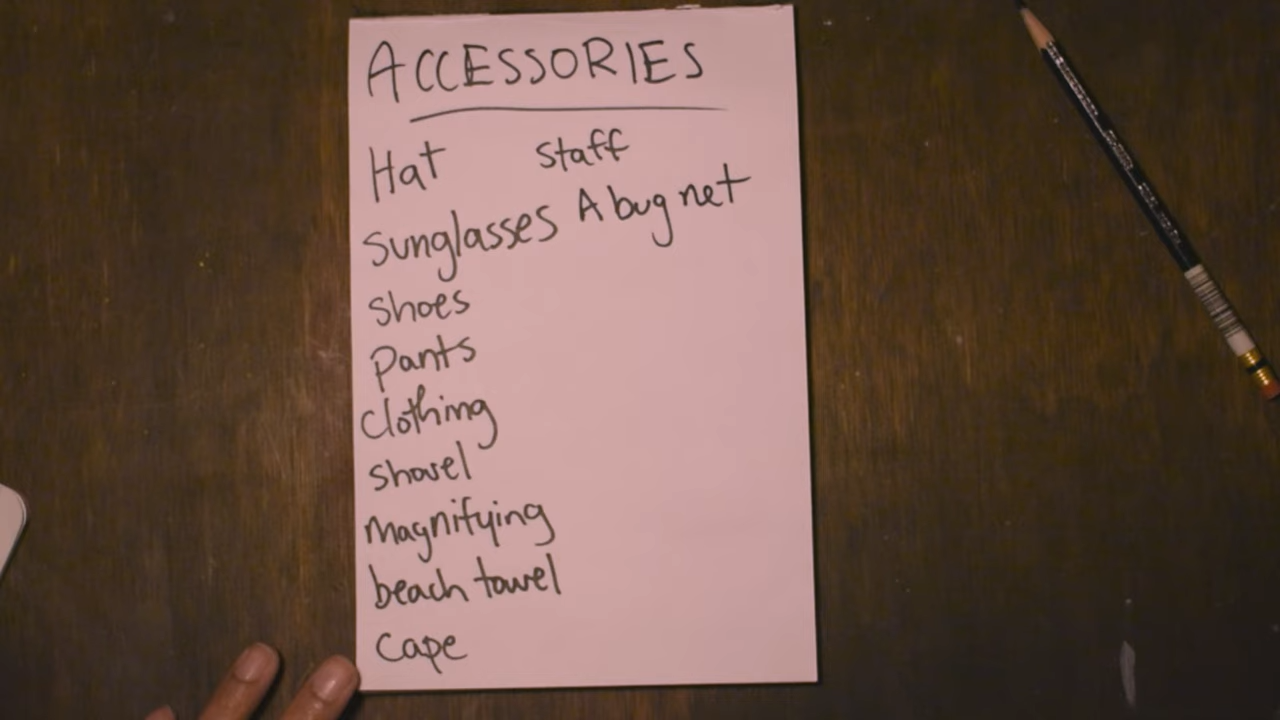 ACCESSORIES
Hat
Sunglasses
Shoes
Pants
Clothing
Shovel
Magnifying
beach towel
Cape
Staff
A bug net